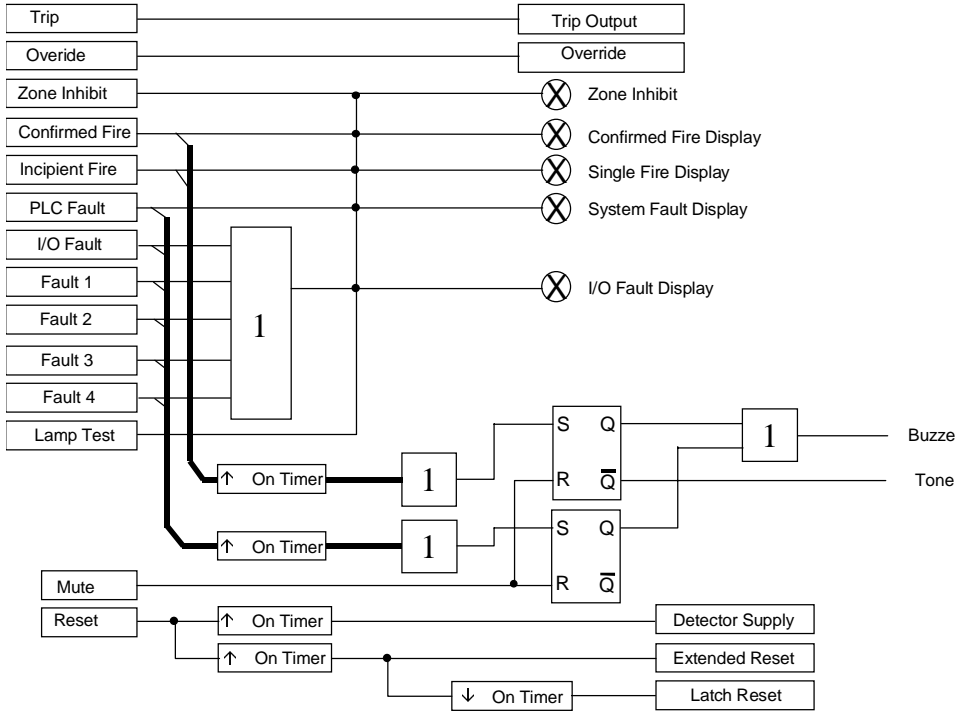 Trip
Trip Output
Overide
Override
Zone Inhibit
Zone Inhibit
Confirmed Fire
Confirmed Fire Display
Incipient Fire
Single Fire Display
PLC Fault
System Fault Display
I/O Fault
Fault 1
I/O Fault Display
Fault 2
1
Fault 3
Fault 4
Lamp Test
S Q
1
Buzze
R Q
Tone
↑ On Timer
1
S Q
↑ On Timer
1
R Q
Mute
Reset
↑ On Timer
Detector Supply
↑ On Timer
Extended Reset
↓ On Timer
Latch Reset